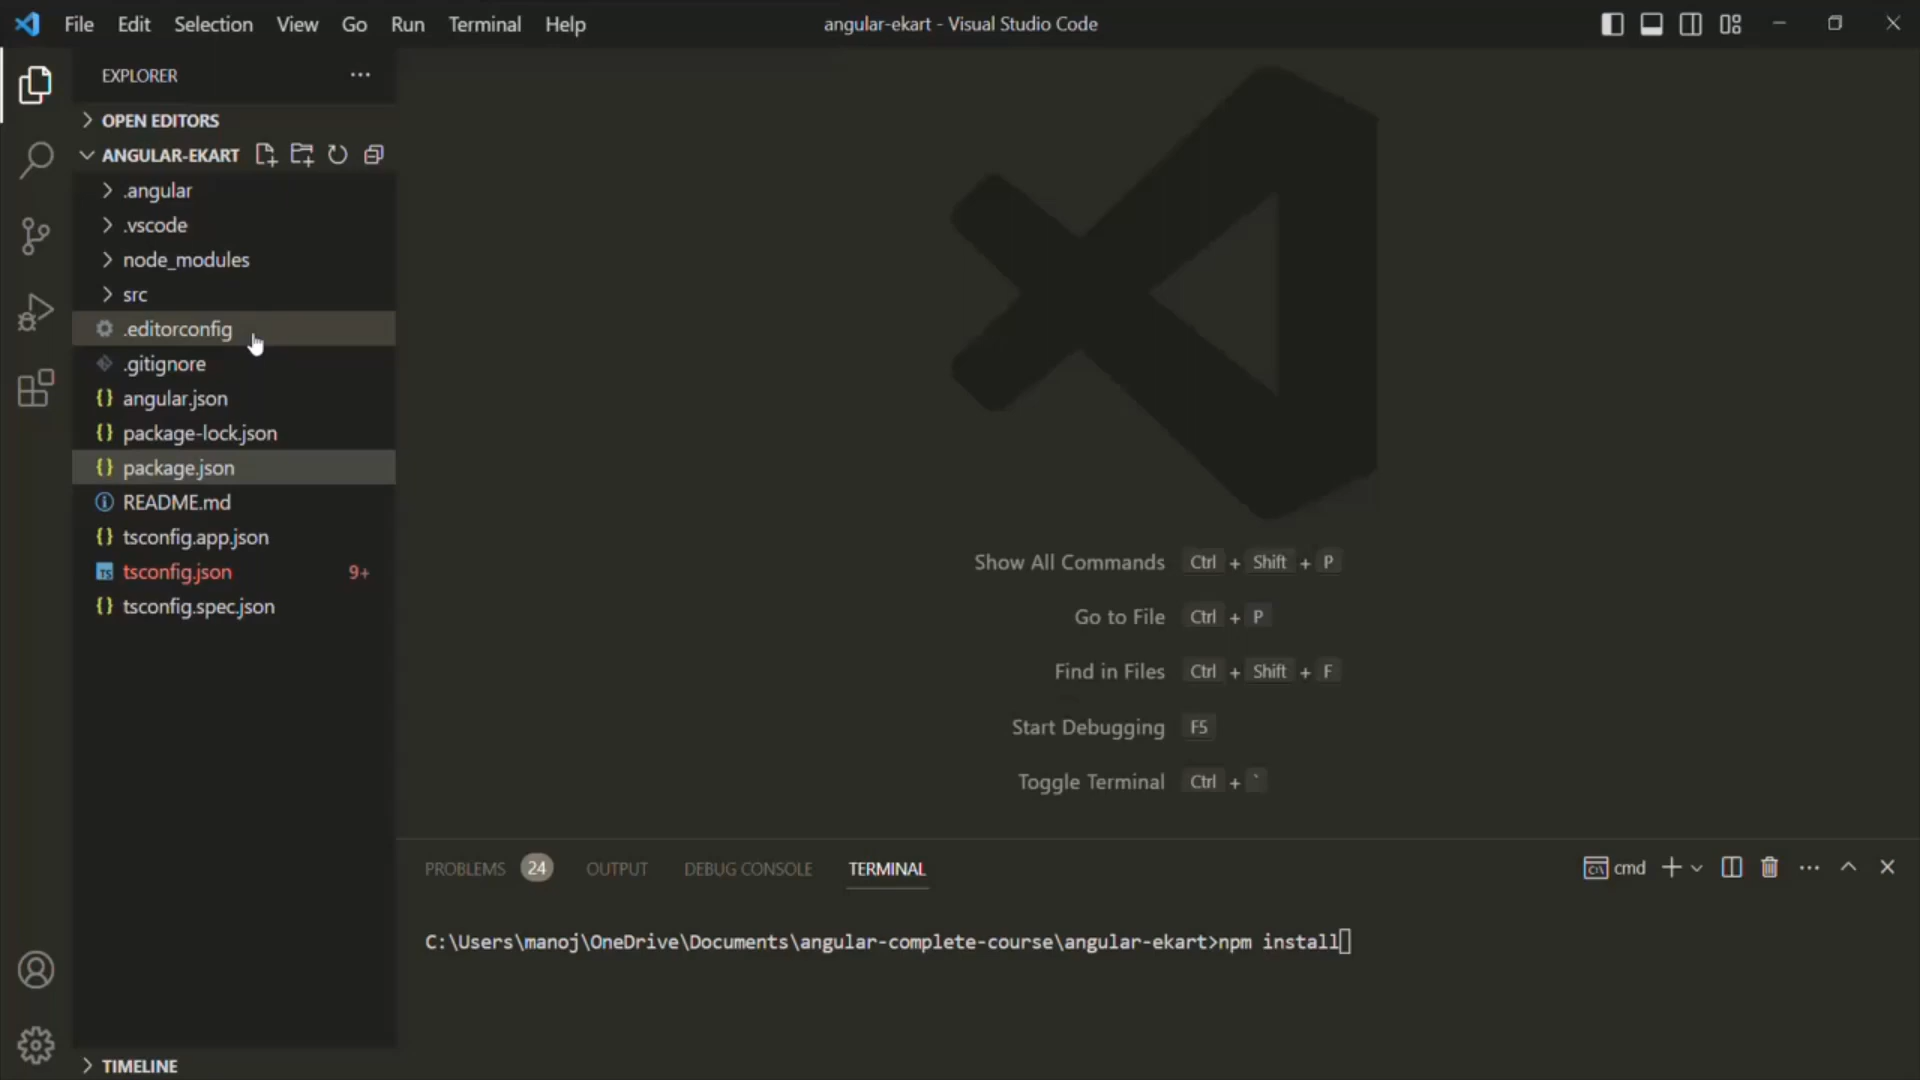 File Edit Selection View Go Run Terminal Help angular-ekart - Visual Studio Code
EXPLORER
OPEN EDITORS
ANGULAR-EKART
.angular
.vscode
node_modules
src
.editorconfig
.gitignore
{} angular.json
{} package-lock.json
{} package.json
README.md
{} tsconfig.app.json
TS tsconfig.json 9+
{} tsconfig.spec.json
TIMELINE
Show All Commands Ctrl + Shift + P
Go to File Ctrl + P
Find in Files Ctrl + Shift + F
Start Debugging F5
Toggle Terminal Ctrl + `
PROBLEMS 24 OUTPUT DEBUG CONSOLE TERMINAL cmd
C:\Users\manoj\OneDrive\Documents\angular-complete-course\angular-ekart>npm install